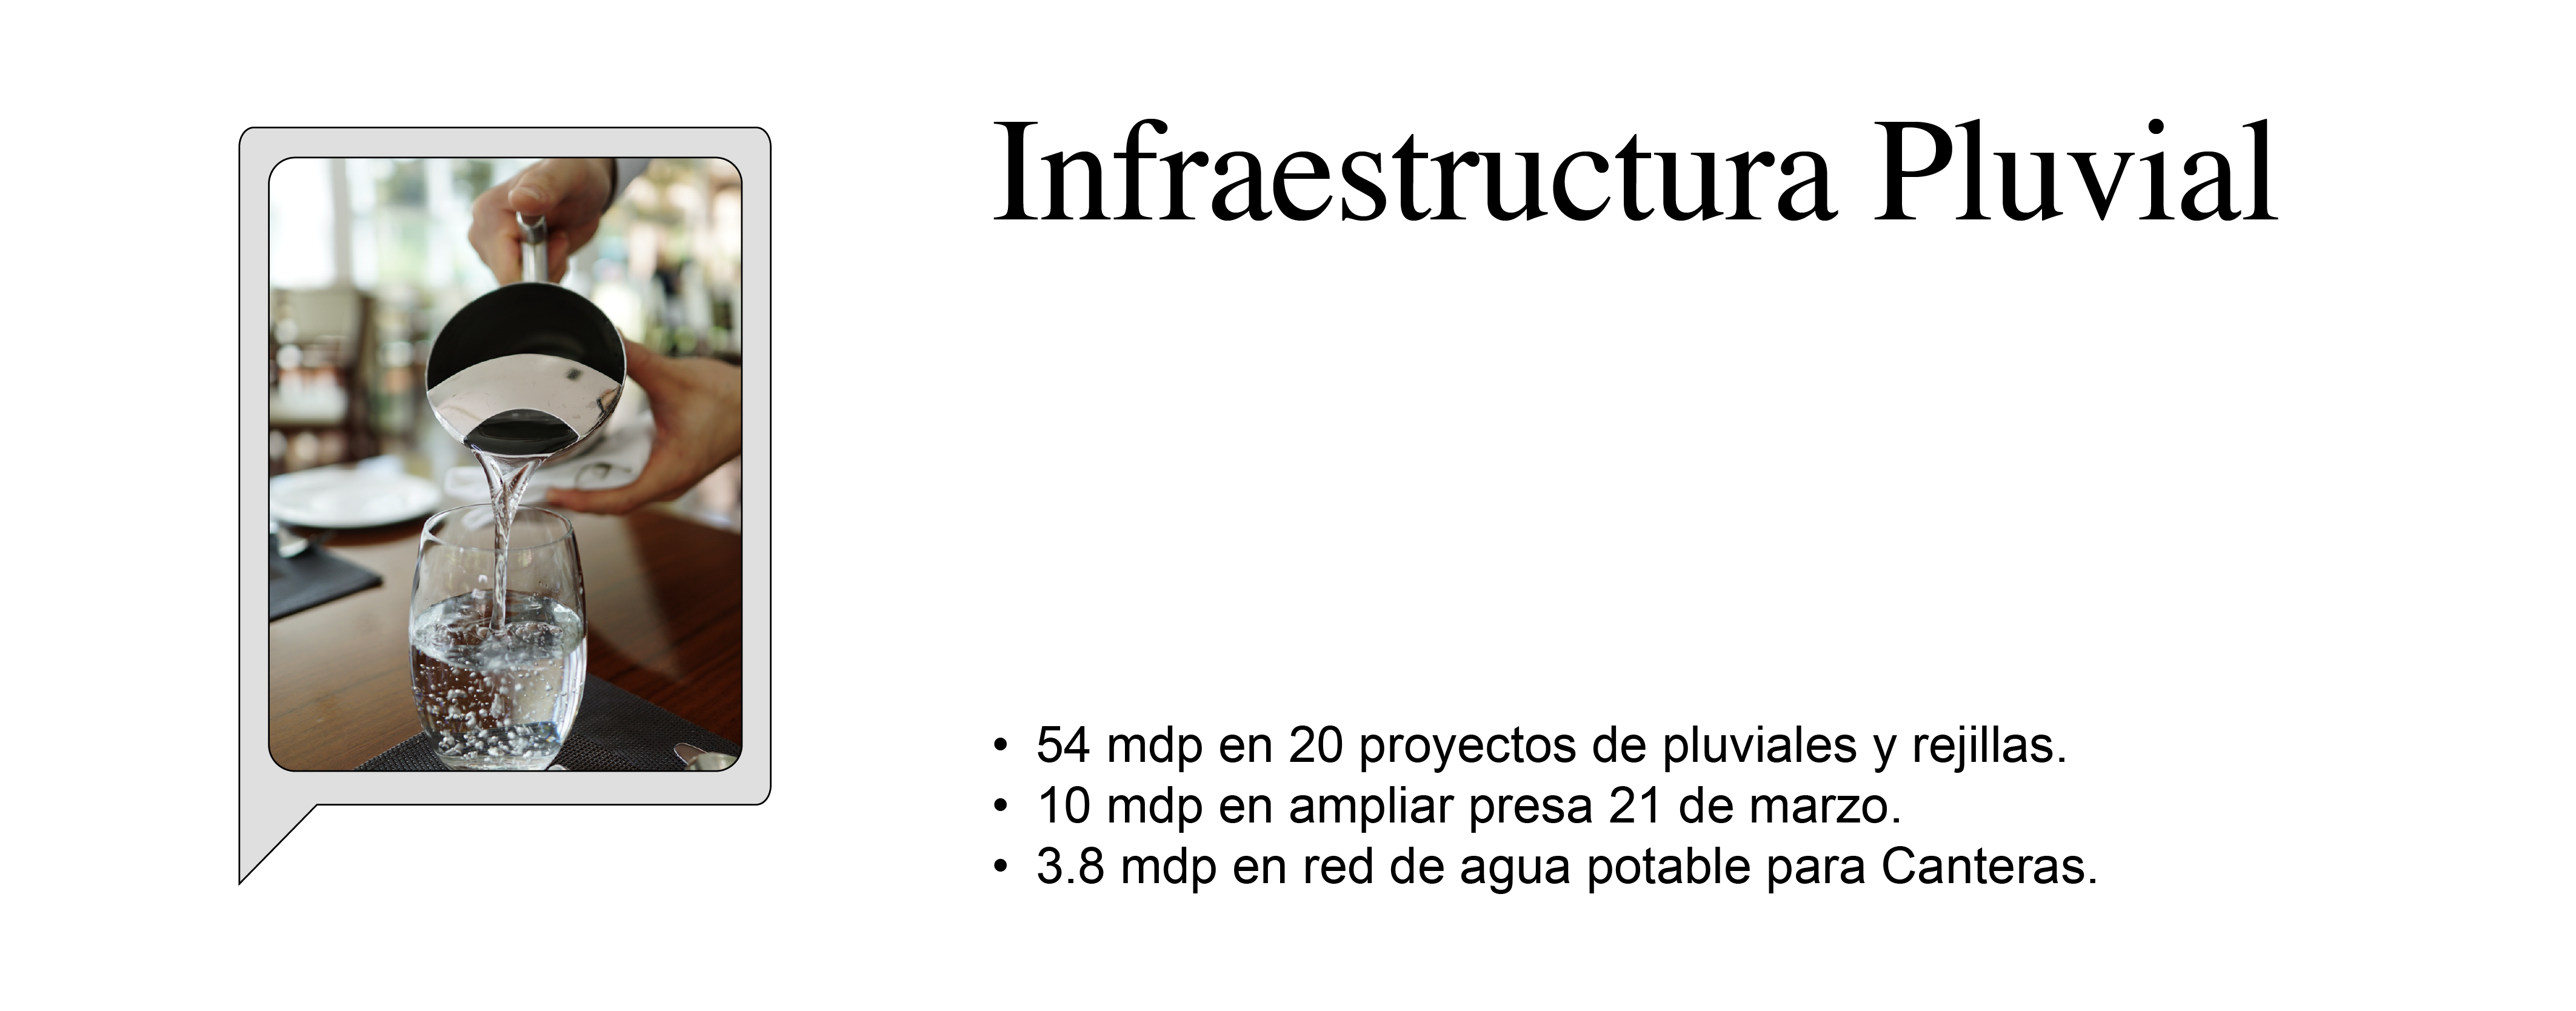 Infraestructura Pluvial
• 54 mdp en 20 proyectos de pluviales y rejillas.
• 10 mdp en ampliar presa 21 de marzo.
• 3.8 mdp en red de agua potable para Canteras.